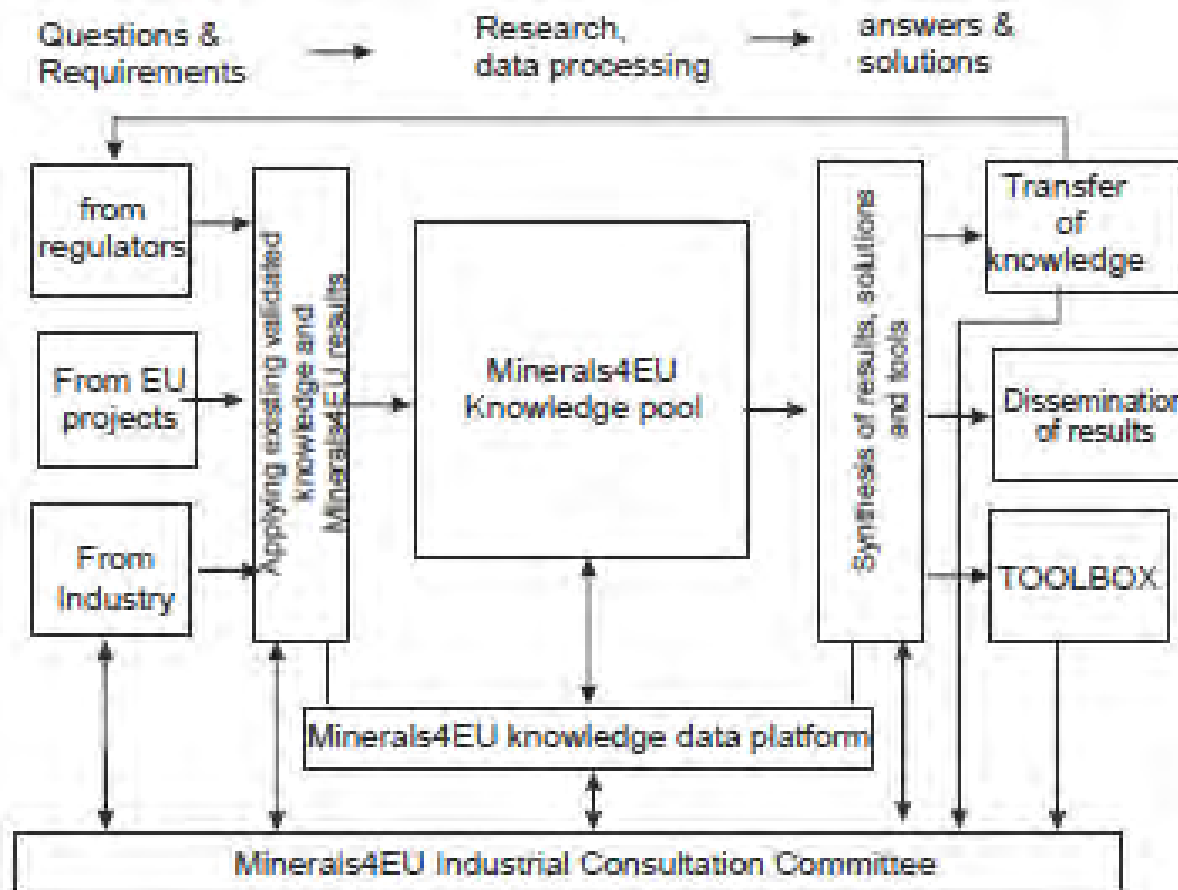 Questions &
Requirements
Research,
data processing
answers &
solutions
from
regulators
From EU
projects
From
Industry
Applying existing validated
knowledge and
Minerals4EU results
Minerals4EU
Knowledge pool
Synthesis of results, solutions
and tools
Transfer
of
knowledge
Dissemination
of results
TOOLBOX
Minerals4EU knowledge data platform
Minerals4EU Industrial Consultation Committee